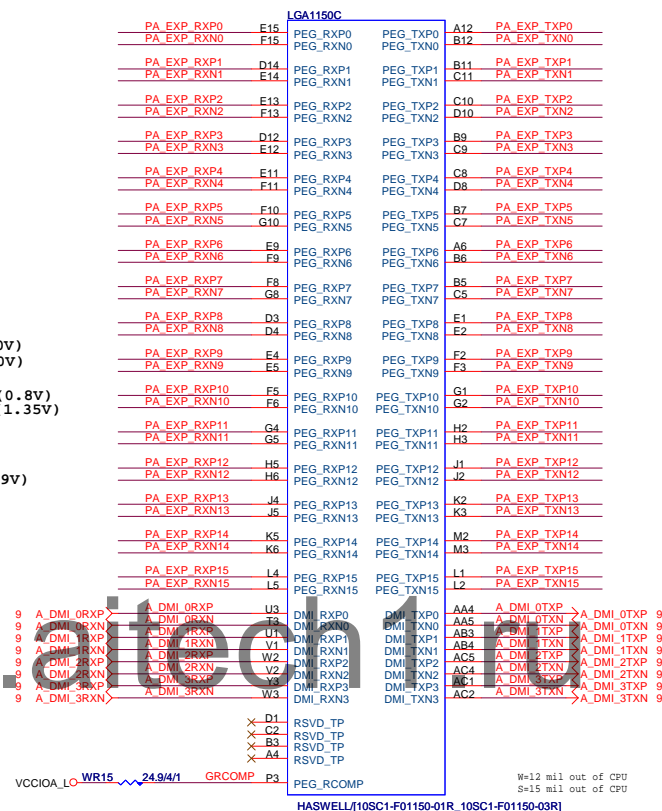 LGA1150C
PA_EXP_RXP0 E15 PEG_RXP0 PEG_TXP0 A12 PA_EXP_TXP0
PA_EXP_RXN0 F15 PEG_RXN0 PEG_TXN0 B12 PA_EXP_TXN0
PA_EXP_RXP1 D14 PEG_RXP1 PEG_TXP1 B11 PA_EXP_TXP1
PA_EXP_RXN1 E14 PEG_RXN1 PEG_TXN1 C11 PA_EXP_TXN1
PA_EXP_RXP2 E13 PEG_RXP2 PEG_TXP2 C10 PA_EXP_TXP2
PA_EXP_RXN2 F13 PEG_RXN2 PEG_TXN2 D10 PA_EXP_TXN2
PA_EXP_RXP3 D12 PEG_RXP3 PEG_TXP3 B9 PA_EXP_TXP3
PA_EXP_RXN3 E12 PEG_RXN3 PEG_TXN3 C9 PA_EXP_TXN3
PA_EXP_RXP4 E11 PEG_RXP4 PEG_TXP4 C8 PA_EXP_TXP4
PA_EXP_RXN4 F11 PEG_RXN4 PEG_TXN4 D8 PA_EXP_TXN4
PA_EXP_RXP5 F10 PEG_RXP5 PEG_TXP5 B7 PA_EXP_TXP5
PA_EXP_RXN5 G10 PEG_RXN5 PEG_TXN5 C7 PA_EXP_TXN5
PA_EXP_RXP6 E9 PEG_RXP6 PEG_TXP6 A6 PA_EXP_TXP6
PA_EXP_RXN6 F9 PEG_RXN6 PEG_TXN6 B6 PA_EXP_TXN6
PA_EXP_RXP7 F8 PEG_RXP7 PEG_TXP7 B5 PA_EXP_TXP7
PA_EXP_RXN7 G8 PEG_RXN7 PEG_TXN7 C5 PA_EXP_TXN7
PA_EXP_RXP8 D3 PEG_RXP8 PEG_TXP8 E1 PA_EXP_TXP8
PA_EXP_RXN8 D4 PEG_RXN8 PEG_TXN8 E2 PA_EXP_TXN8
0V)
0V)
PA_EXP_RXP9 E4 PEG_RXP9 PEG_TXP9 F2 PA_EXP_TXP9
PA_EXP_RXN9 E5 PEG_RXN9 PEG_TXN9 F3 PA_EXP_TXN9
(0.8V)
(1.35V)
PA_EXP_RXP10 F5 PEG_RXP10 PEG_TXP10 G1 PA_EXP_TXP10
PA_EXP_RXN10 F6 PEG_RXN10 PEG_TXN10 G2 PA_EXP_TXN10
PA_EXP_RXP11 G4 PEG_RXP11 PEG_TXP11 H2 PA_EXP_TXP11
PA_EXP_RXN11 G5 PEG_RXN11 PEG_TXN11 H3 PA_EXP_TXN11
9V)
PA_EXP_RXP12 H5 PEG_RXP12 PEG_TXP12 J1 PA_EXP_TXP12
PA_EXP_RXN12 H6 PEG_RXN12 PEG_TXN12 J2 PA_EXP_TXN12
PA_EXP_RXP13 J4 PEG_RXP13 PEG_TXP13 K2 PA_EXP_TXP13
PA_EXP_RXN13 J5 PEG_RXN13 PEG_TXN13 K3 PA_EXP_TXN13
PA_EXP_RXP14 K5 PEG_RXP14 PEG_TXP14 M2 PA_EXP_TXP14
PA_EXP_RXN14 K6 PEG_RXN14 PEG_TXN14 M3 PA_EXP_TXN14
PA_EXP_RXP15 L4 PEG_RXP15 PEG_TXP15 L1 PA_EXP_TXP15
PA_EXP_RXN15 L5 PEG_RXN15 PEG_TXN15 L2 PA_EXP_TXN15
9 A_DMI_0RXP A_DMI_0RXP U3 DMI_RXP0 DMI_TXP0 AA4 A_DMI_0TXP A_DMI_0TXP 9
9 A_DMI_0RXN A_DMI_0RXN T3 DMI_RXN0 DMI_TXN0 AA5 A_DMI_0TXN A_DMI_0TXN 9
9 A_DMI_1RXP A_DMI_1RXP U1 DMI_RXP1 DMI_TXP1 AB3 A_DMI_1TXP A_DMI_1TXP 9
9 A_DMI_1RXN A_DMI_1RXN V1 DMI_RXN1 DMI_TXN1 AB4 A_DMI_1TXN A_DMI_1TXN 9
9 A_DMI_2RXP A_DMI_2RXP W2 DMI_RXP2 DMI_TXP2 AC5 A_DMI_2TXP A_DMI_2TXP 9
9 A_DMI_2RXN A_DMI_2RXN V2 DMI_RXN2 DMI_TXN2 AC4 A_DMI_2TXN A_DMI_2TXN 9
9 A_DMI_3RXP A_DMI_3RXP Y3 DMI_RXP3 DMI_TXP3 AC1 A_DMI_3TXP A_DMI_3TXP 9
9 A_DMI_3RXN A_DMI_3RXN W3 DMI_RXN3 DMI_TXN3 AC2 A_DMI_3TXN A_DMI_3TXN 9
.aitech1.ru
D1 RSVD_TP
C2 RSVD_TP
B3 RSVD_TP
A4 RSVD_TP
VCCIOA_L WR15 24.9/4/1 GRCOMP P3 PEG_RCOMP
W=12 mil out of CPU
S=15 mil out of CPU
HASWELL/[10SC1-F01150-01R_10SC1-F01150-03R]